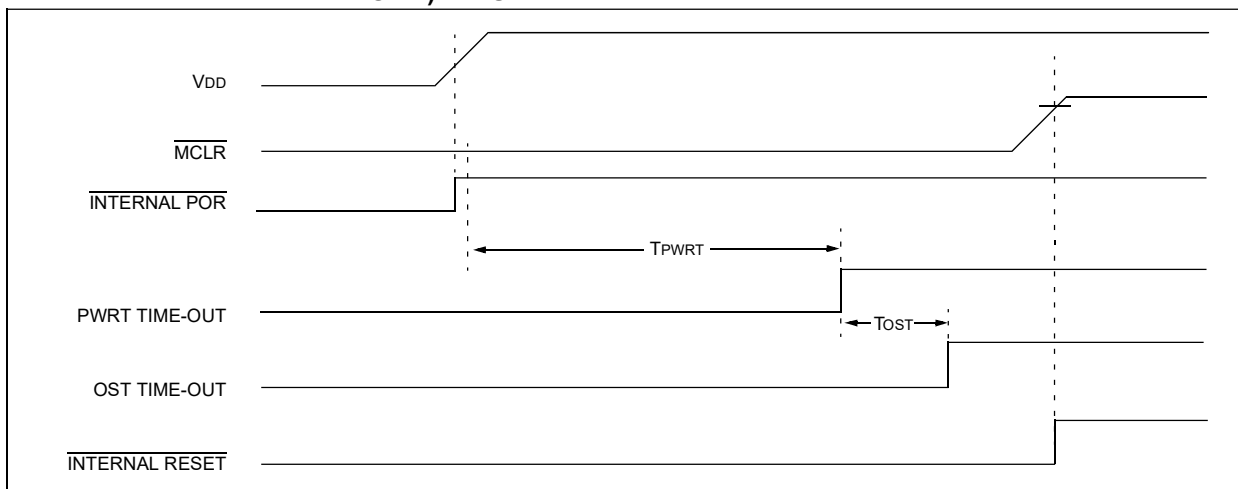 VDD
MCLR
INTERNAL POR
TPWRT
PWRT TIME-OUT
TOST
OST TIME-OUT
INTERNAL RESET